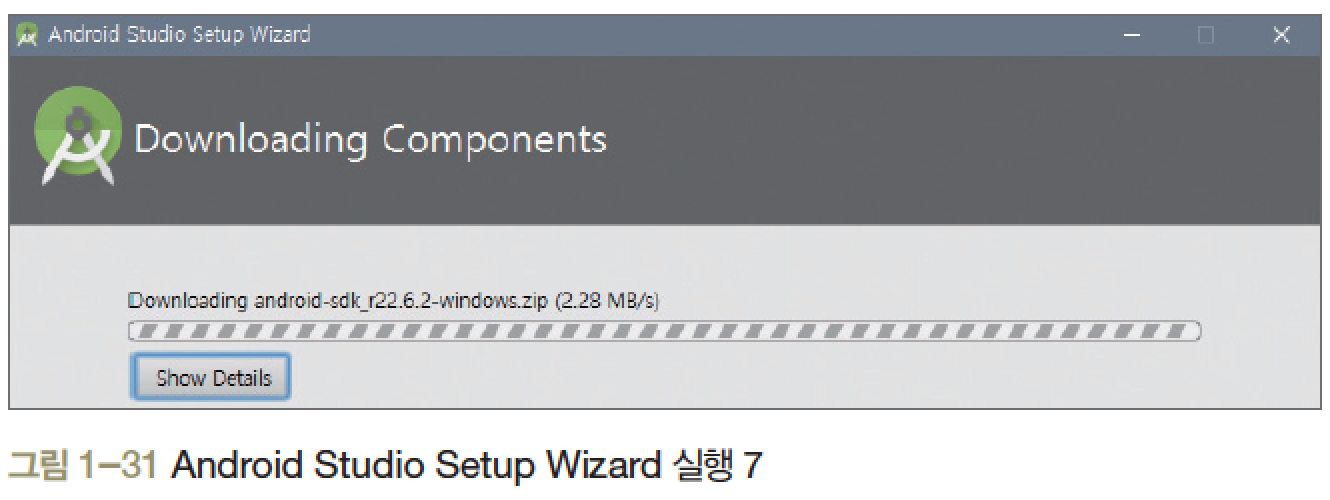 Android Studio Setup Wizard
Downloading Components
Downloading android-sdk_r22.6.2-windows.zip (2.28 MB/s)
Show Details
그림 1-31 Android Studio Setup Wizard 실행 7